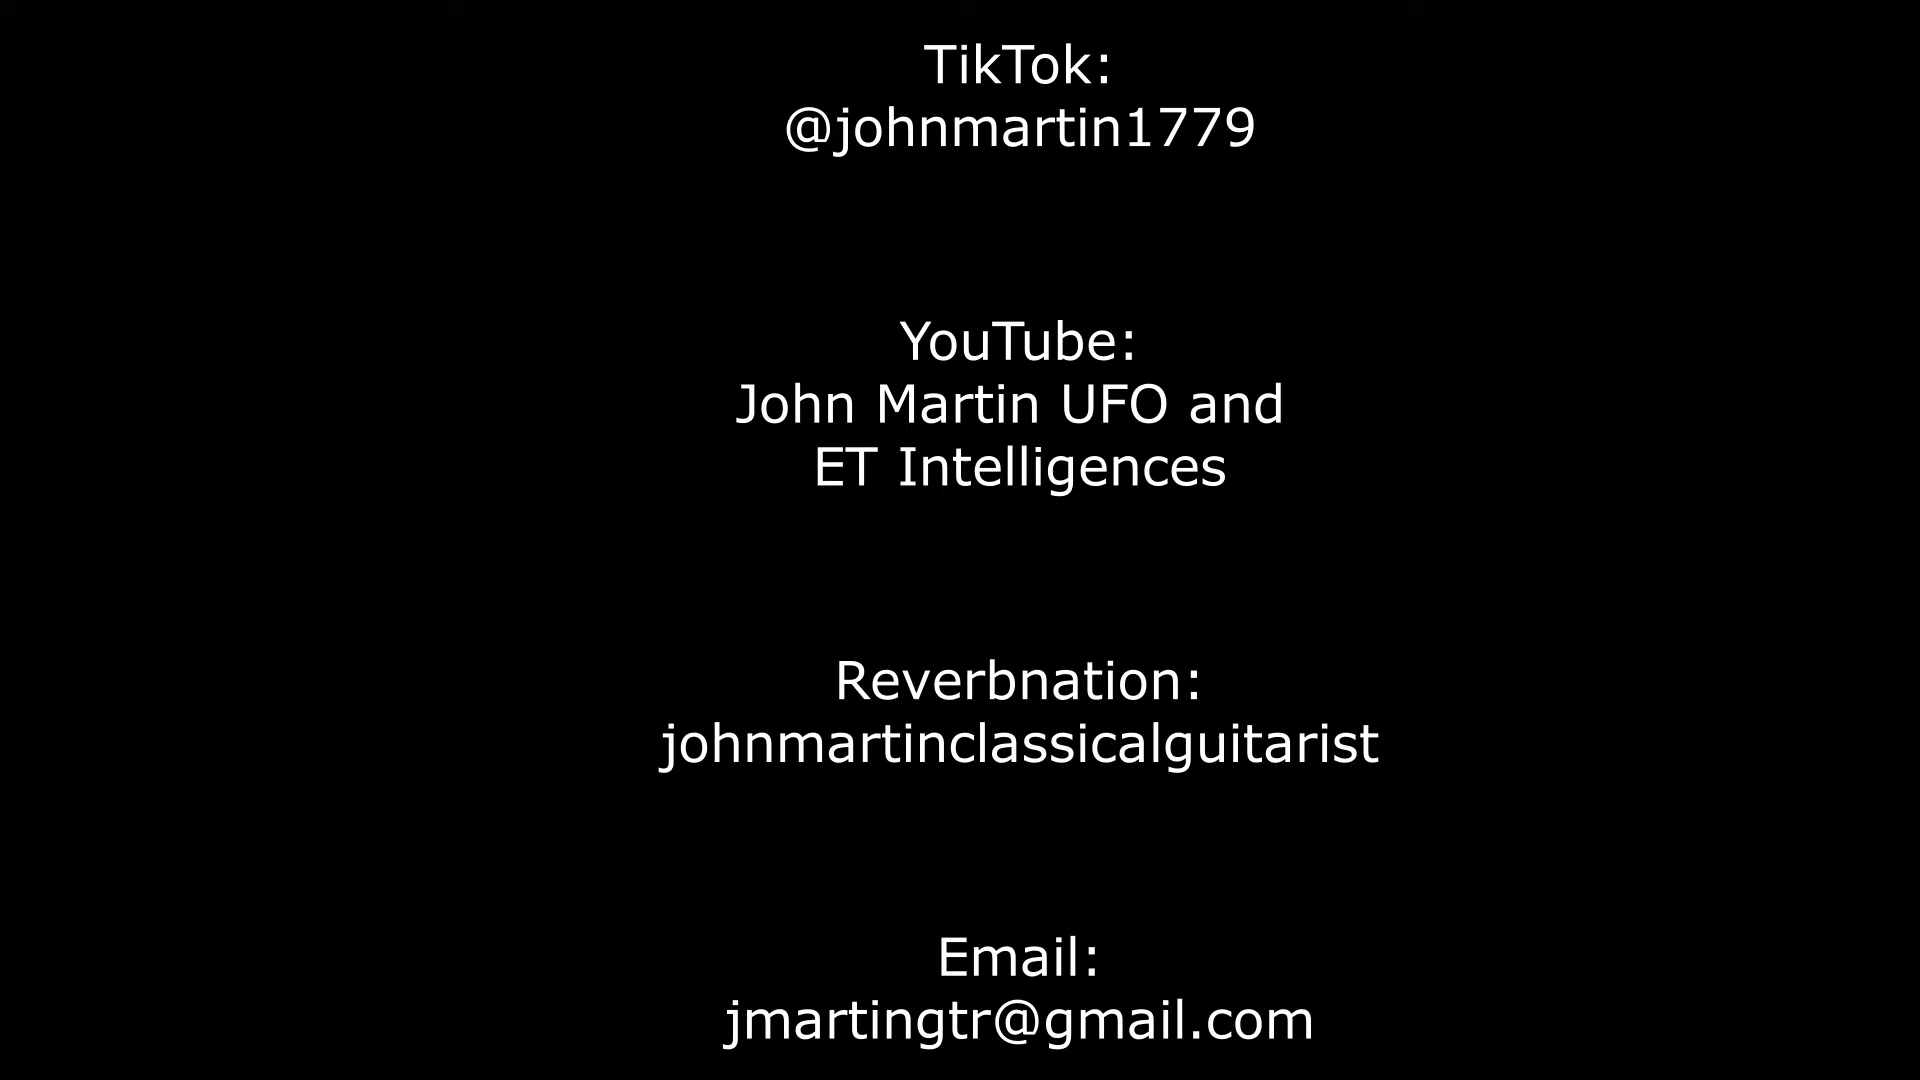 TikTok:
@johnmartin1779
YouTube:
John Martin UFO and
ET Intelligences
Reverbnation:
johnmartinclassicalguitarist
Email:
jmartingtr@gmail.com